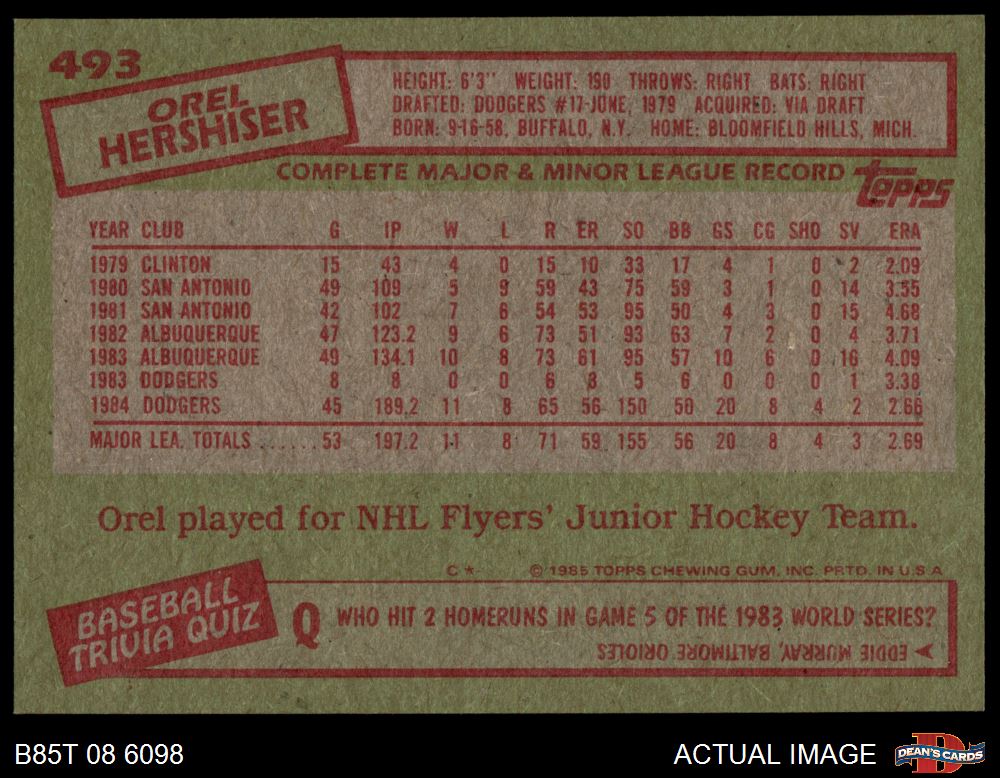 493
OREL
HERSHISER
HEIGHT: 6'3" WEIGHT: 190 THROWS: RIGHT BATS: RIGHT
DRAFTED: DODGERS #17-JUNE, 1979 ACQUIRED: VIA DRAFT
BORN: 9-16-58, BUFFALO, N.Y. HOME: BLOOMFIELD HILLS, MICH.
COMPLETE MAJOR & MINOR LEAGUE RECORD topps
YEAR CLUB G IP W L R ER SO BB GS CG SHO SV ERA
1979 CLINTON 15 43 4 0 15 10 33 17 4 1 0 2 2.09
1980 SAN ANTONIO 49 109 5 9 59 43 75 59 3 1 0 14 3.55
1981 SAN ANTONIO 42 102 7 6 54 53 95 50 4 3 0 15 4.68
1982 ALBUQUERQUE 47 123.2 9 6 73 51 93 63 7 2 0 4 3.71
1983 ALBUQUERQUE 49 134.1 10 8 73 61 95 57 10 6 0 16 4.09
1983 DODGERS 8 8 0 0 6 3 5 6 0 0 0 1 3.38
1984 DODGERS 45 189.2 11 8 65 56 150 50 20 8 4 2 2.66
MAJOR LEA. TOTALS ...... 53 197.2 11 8 71 59 155 56 20 8 4 3 2.69
Orel played for NHL Flyers' Junior Hockey Team.
C * © 1985 TOPPS CHEWING GUM, INC. PRTD. IN U.S.A
BASEBALL
TRIVIA QUIZ
Q WHO HIT 2 HOMERUNS IN GAME 5 OF THE 1983 WORLD SERIES?
EDDIE MURRAY, BALTIMORE ORIOLES
B85T 08 6098
ACTUAL IMAGE
D
DEAN'S CARDS